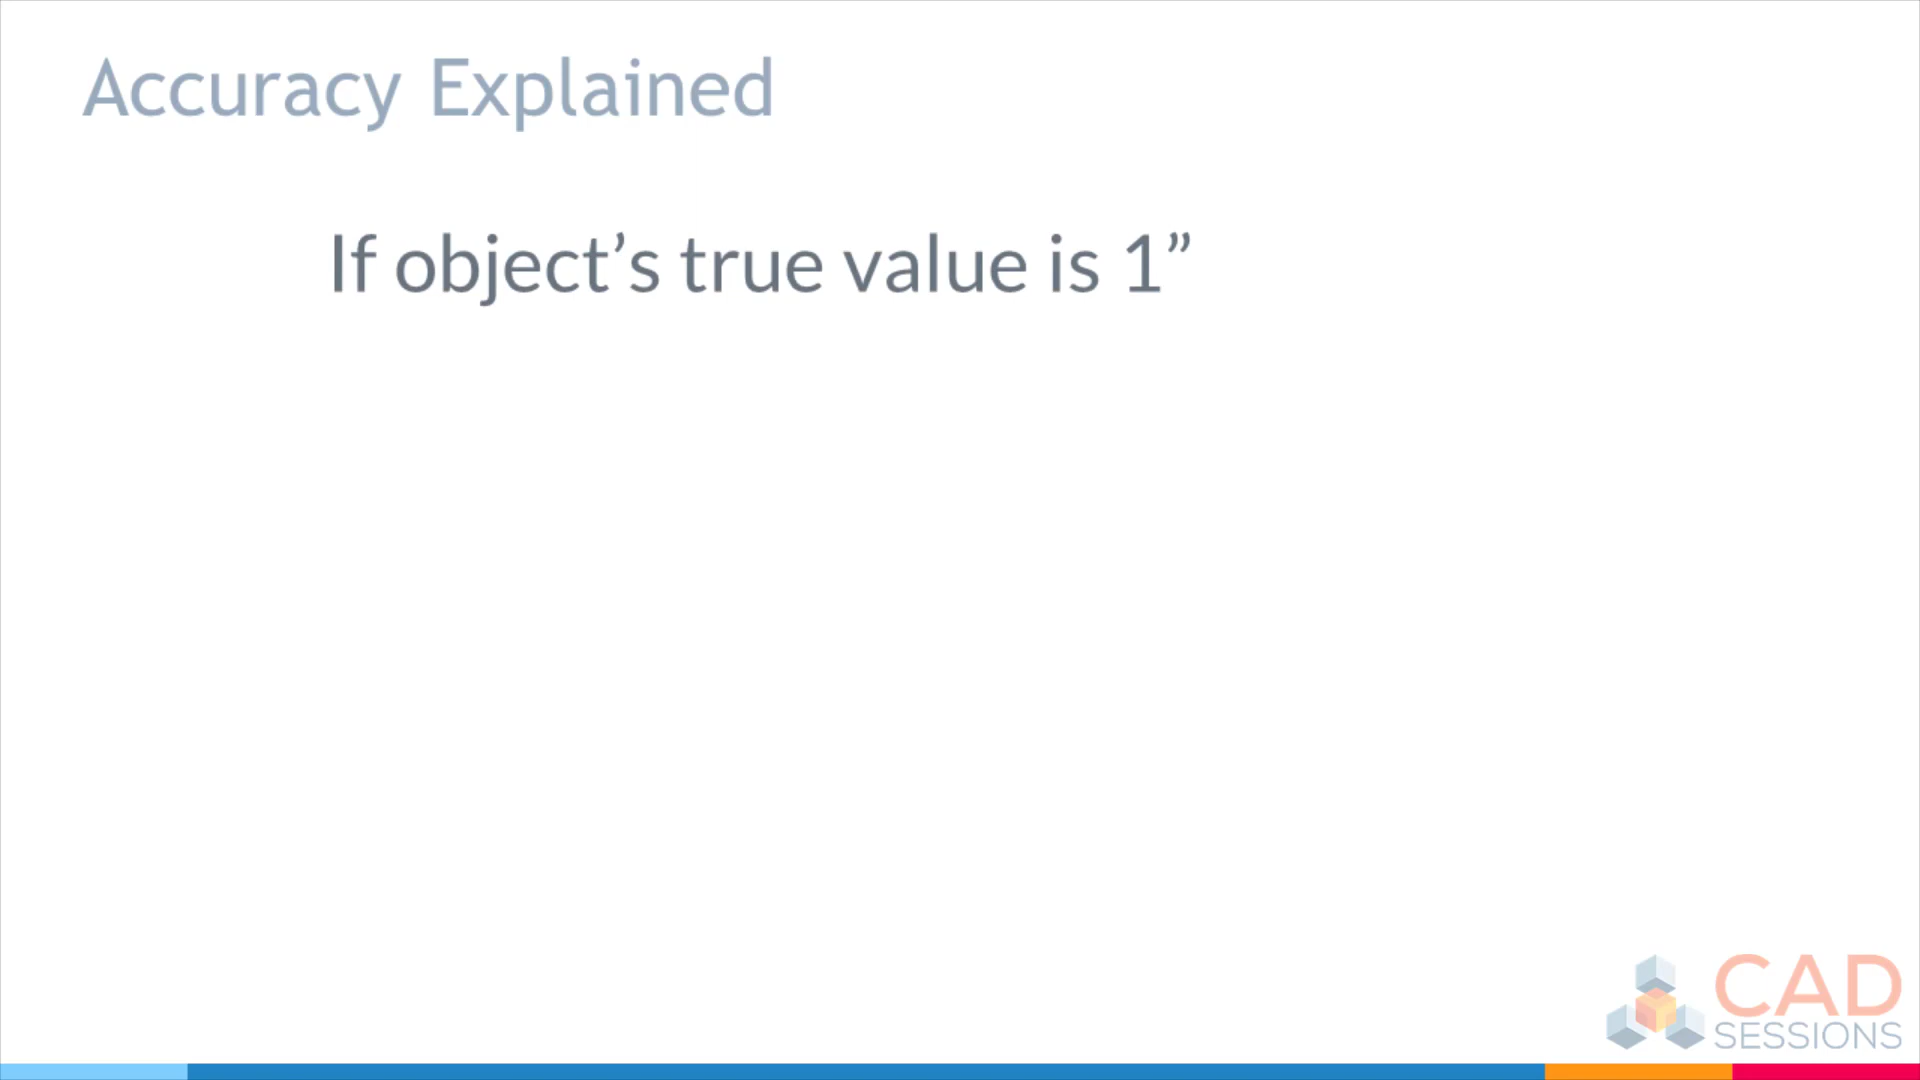 Accuracy Explained
If object’s true value is 1”
CAD
SESSIONS